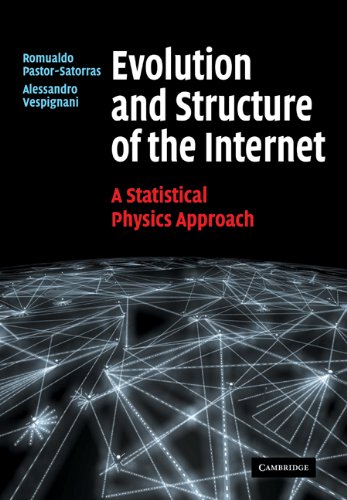 Romualdo
Pastor-Satorras
Alessandro
Vespignani
Evolution
and Structure
of the Internet
A Statistical
Physics Approach
CAMBRIDGE